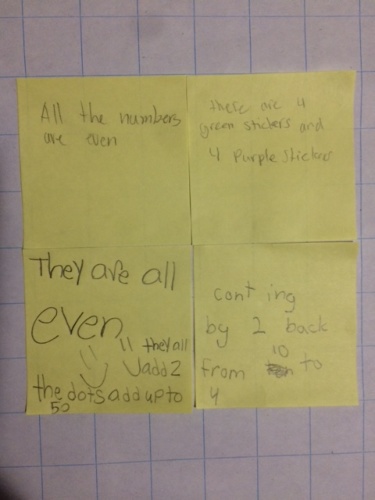 All the numbers
are even
These are 4
green stickers and
4 Purple Stickers
They are all
even
they all
add 2
the dots add up to
50
cont ing
by 2 back
from 10 to
4